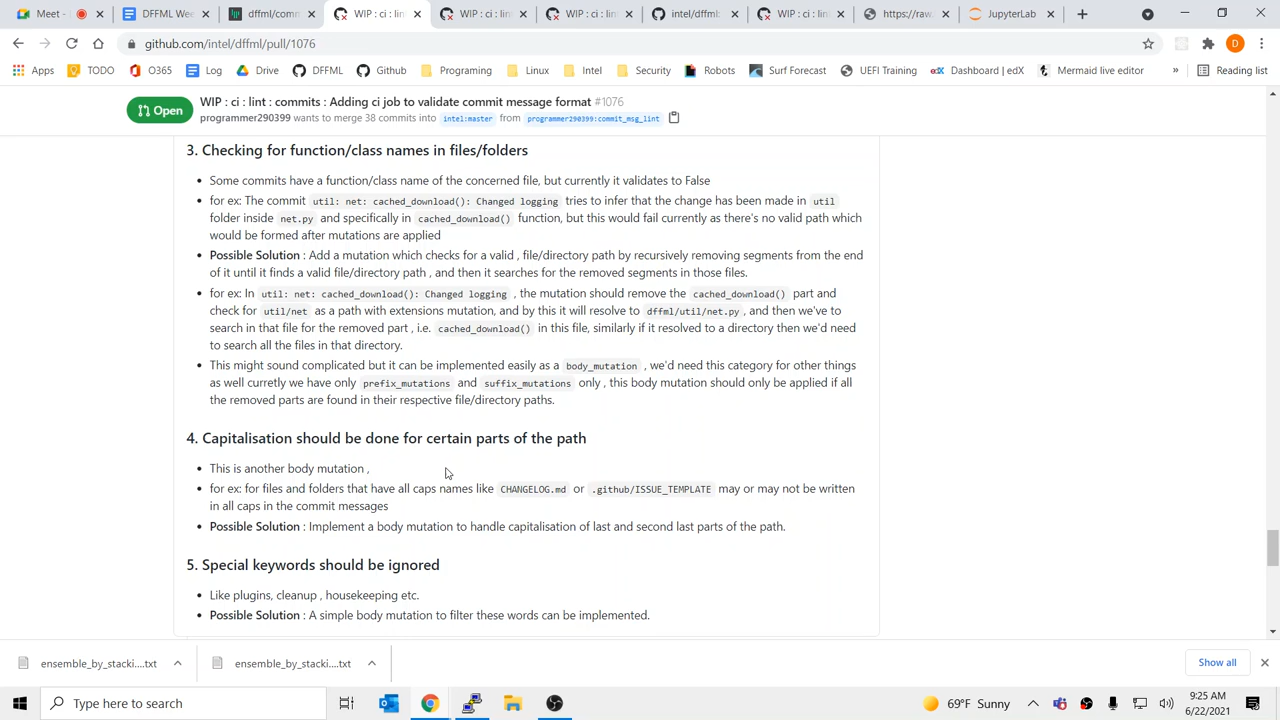 Meet -
DFFML Wee
dffml/com
WIP : ci : lin
WIP : ci : lin
WIP : ci : lin
intel/dffml
WIP : ci : lin
https://raw
JupyterLab
github.com/intel/dffml/pull/1076
Apps
TODO
O365
Log
Drive
DFFML
Github
Programing
Linux
Intel
Security
Robots
Surf Forecast
UEFI Training
edX
Dashboard | edX
Mermaid live editor
»
Reading list
Open
WIP : ci : lint : commits : Adding ci job to validate commit message format #1076
programmer290399 wants to merge 38 commits into intel:master from programmer290399:commit_msg_lint
3. Checking for function/class names in files/folders
• Some commits have a function/class name of the concerned file, but currently it validates to False
• for ex: The commit util: net: cached_download(): Changed logging tries to infer that the change has been made in util
folder inside net.py and specifically in cached_download() function, but this would fail currently as there's no valid path which
would be formed after mutations are applied
• Possible Solution : Add a mutation which checks for a valid , file/directory path by recursively removing segments from the end
of it until it finds a valid file/directory path , and then it searches for the removed segments in those files.
• for ex: In util: net: cached_download(): Changed logging , the mutation should remove the cached_download() part and
check for util/net as a path with extensions mutation, and by this it will resolve to dffml/util/net.py , and then we've to
search in that file for the removed part , i.e. cached_download() in this file, similarly if it resolved to a directory then we'd need
to search all the files in that directory.
• This might sound complicated but it can be implemented easily as a body_mutation , we'd need this category for other things
as well curretly we have only prefix_mutations and suffix_mutations only , this body mutation should only be applied if all
the removed parts are found in their respective file/directory paths.
4. Capitalisation should be done for certain parts of the path
• This is another body mutation ,
• for ex: for files and folders that have all caps names like CHANGELOG.md or .github/ISSUE_TEMPLATE may or may not be written
in all caps in the commit messages
• Possible Solution : Implement a body mutation to handle capitalisation of last and second last parts of the path.
5. Special keywords should be ignored
• Like plugins, cleanup , housekeeping etc.
• Possible Solution : A simple body mutation to filter these words can be implemented.
ensemble_by_stacki....txt
ensemble_by_stacki....txt
Show all
Type here to search
69°F Sunny
9:25 AM
6/22/2021